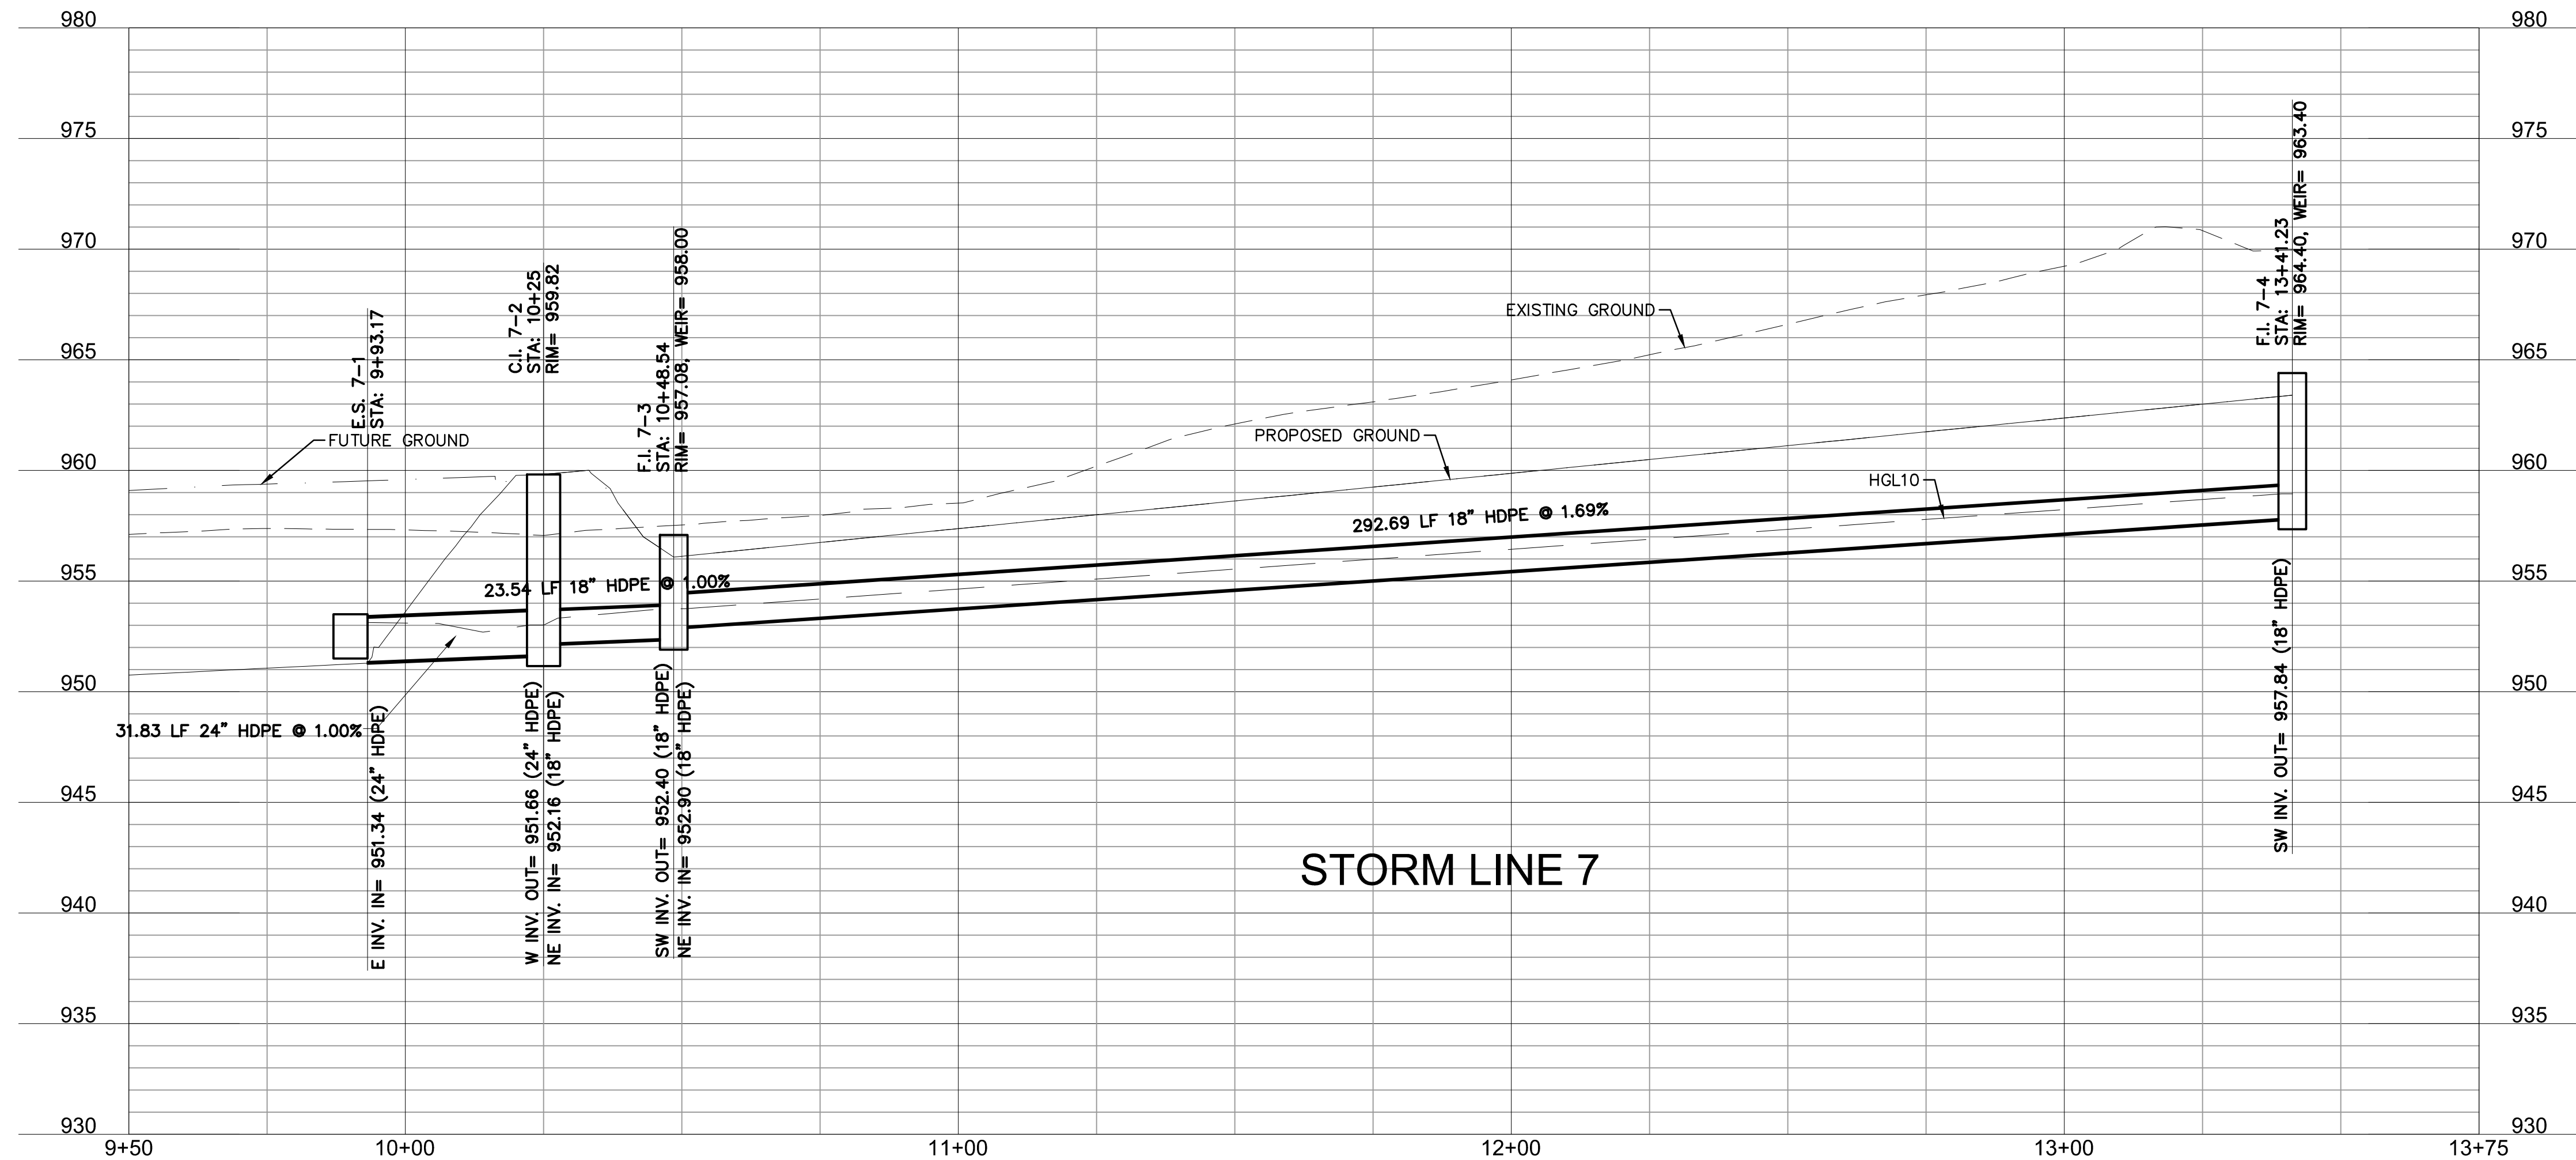 980
980
975
975
970
970
965
965
960
960
955
955
950
950
945
945
940
940
935
935
930
930
9+50
10+00
11+00
12+00
13+00
13+75
E.S. 7-1
STA: 9+93.17
C.I. 7-2
STA: 10+25
RIM= 959.82
F.I. 7-3
STA: 10+48.54
RIM= 957.08, WEIR= 958.00
F.I. 7-4
STA: 13+41.23
RIM= 964.40, WEIR= 963.40
FUTURE GROUND
EXISTING GROUND
PROPOSED GROUND
HGL10
292.69 LF 18" HDPE @ 1.69%
23.54 LF 18" HDPE @ 1.00%
31.83 LF 24" HDPE @ 1.00%
E INV. IN= 951.34 (24" HDPE)
W INV. OUT= 951.66 (24" HDPE)
NE INV. IN= 952.16 (18" HDPE)
SW INV. OUT= 952.40 (18" HDPE)
NE INV. IN= 952.90 (18" HDPE)
SW INV. OUT= 957.84 (18" HDPE)
STORM LINE 7